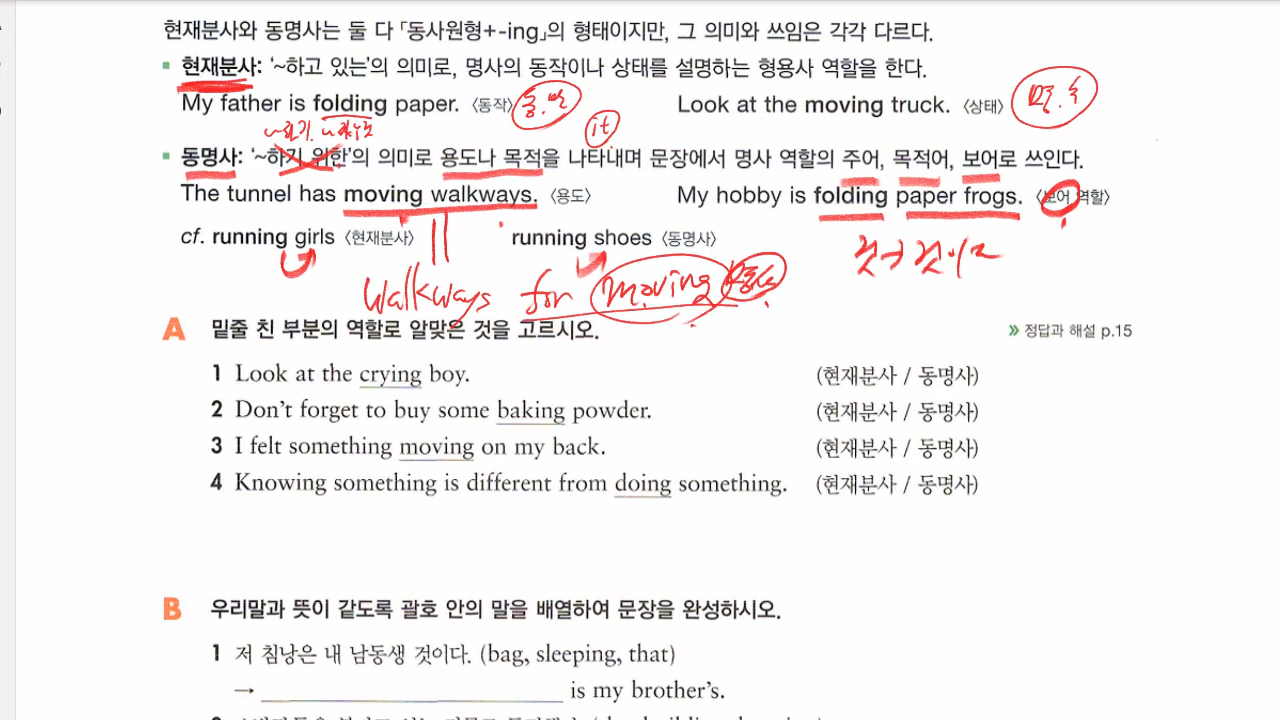 현재분사와 동명사는 둘 다 「동사원형+-ing」의 형태이지만, 그 의미와 쓰임은 각각 다르다.
현재분사: '~하고 있는'의 의미로, 명사의 동작이나 상태를 설명하는 형용사 역할을 한다.
My father is folding paper. 〈동작〉
Look at the moving truck. 〈상태〉
it
동명사: '~하기 위한'의 의미로 용도나 목적을 나타내며 문장에서 명사 역할의 주어, 목적어, 보어로 쓰인다.
The tunnel has moving walkways. 〈용도〉
My hobby is folding paper frogs. 〈보어 역할〉
cf. running girls 〈현재분사〉 running shoes 〈동명사〉
walkways for moving
A 밑줄 친 부분의 역할로 알맞은 것을 고르시오.
» 정답과 해설 p.15
1 Look at the crying boy. (현재분사 / 동명사)
2 Don't forget to buy some baking powder. (현재분사 / 동명사)
3 I felt something moving on my back. (현재분사 / 동명사)
4 Knowing something is different from doing something. (현재분사 / 동명사)
B 우리말과 뜻이 같도록 괄호 안의 말을 배열하여 문장을 완성하시오.
1 저 침낭은 내 남동생 것이다. (bag, sleeping, that)
→ is my brother's.